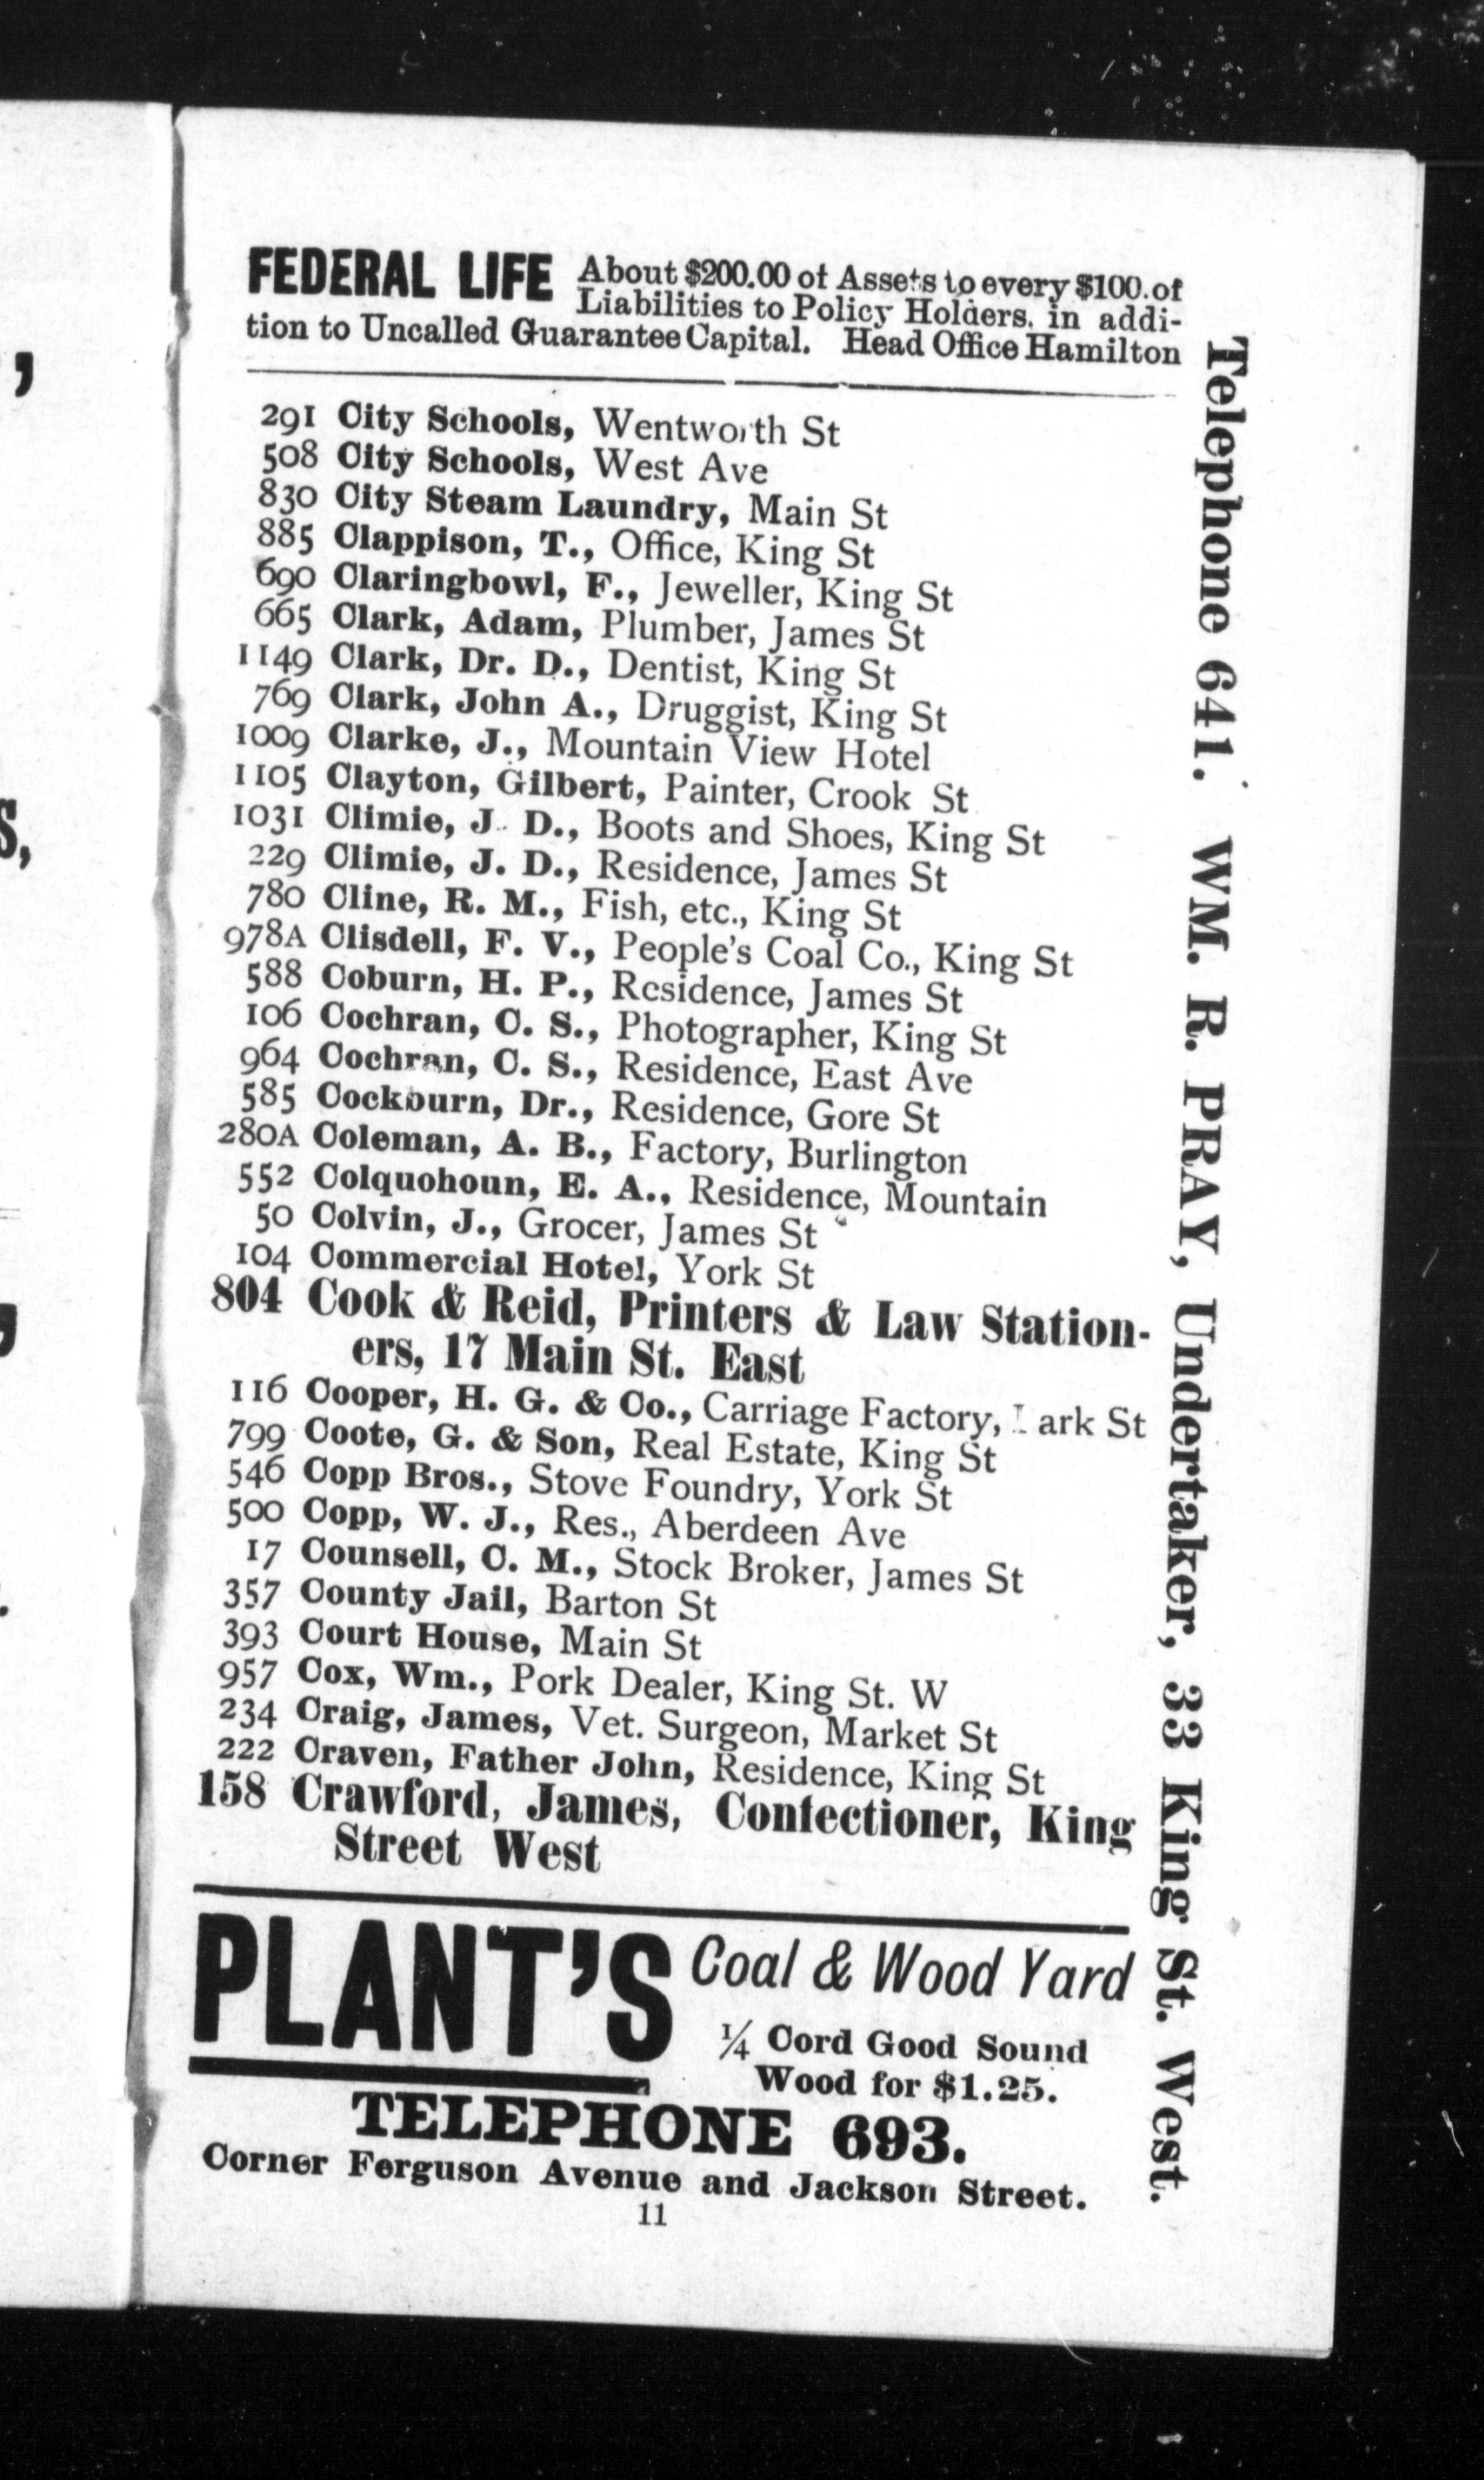 FEDERAL LIFE About $200.00 of Assets to every $100. of
Liabilities to Policy Holders, in addi-
tion to Uncalled Guarantee Capital. Head Office Hamilton
291 City Schools, Wentworth St
508 City Schools, West Ave
830 City Steam Laundry, Main St
885 Clappison, T., Office, King St
690 Claringbowl, F., Jeweller, King St
665 Clark, Adam, Plumber, James St
1149 Clark, Dr. D., Dentist, King St
769 Clark, John A., Druggist, King St
1009 Clarke, J., Mountain View Hotel
1105 Clayton, Gilbert, Painter, Crook St
1031 Climie, J. D., Boots and Shoes, King St
229 Climie, J. D., Residence, James St
780 Cline, R. M., Fish, etc., King St
978A Clisdell, F. V., People's Coal Co., King St
588 Coburn, H. P., Residence, James St
106 Cochran, C. S., Photographer, King St
964 Cochran, C. S., Residence, East Ave
585 Cockburn, Dr., Residence, Gore St
280A Coleman, A. B., Factory, Burlington
552 Colquohoun, E. A., Residence, Mountain
50 Colvin, J., Grocer, James St
104 Commercial Hotel, York St
804 Cook & Reid, Printers & Law Station-
ers, 17 Main St. East
116 Cooper, H. G. & Co., Carriage Factory, Park St
799 Coote, G. & Son, Real Estate, King St
546 Copp Bros., Stove Foundry, York St
500 Copp, W. J., Res., Aberdeen Ave
17 Counsell, C. M., Stock Broker, James St
357 County Jail, Barton St
393 Court House, Main St
957 Cox, Wm., Pork Dealer, King St. W
234 Craig, James, Vet. Surgeon, Market St
222 Craven, Father John, Residence, King St
158 Crawford, James, Confectioner, King
Street West
PLANT'S Coal & Wood Yard
¼ Cord Good Sound
Wood for $1.25.
TELEPHONE 693.
Corner Ferguson Avenue and Jackson Street.
11
Telephone 641. WM. R. PRAY, Undertaker, 33 King St. West.